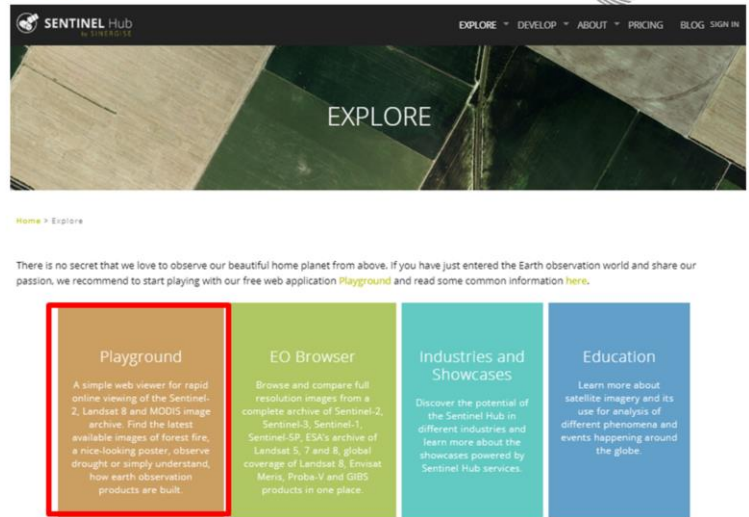 SENTINEL Hub
by SINERGISE
EXPLORE DEVELOP ABOUT PRICING BLOG SIGN IN
EXPLORE
Home > Explore
There is no secret that we love to observe our beautiful home planet from above. If you have just entered the Earth observation world and share our
passion, we recommend to start playing with our free web application Playground and read some common information here.
Playground
A simple web viewer for rapid
online viewing of the Sentinel-
2, Landsat 8 and MODIS image
archive. Find the latest
available images of forest fire,
a nice-looking poster, observe
drought or simply understand,
how earth observation
products are built.
EO Browser
Browse and compare full
resolution images from a
complete archive of Sentinel-2,
Sentinel-3, Sentinel-1,
Sentinel-5P, ESA's archive of
Landsat 5, 7 and 8, global
coverage of Landsat 8, Envisat
Meris, Proba-V and GIBS
products in one place.
Industries and
Showcases
Discover the potential of
the Sentinel Hub in
different industries and
learn more about the
showcases powered by
Sentinel Hub services.
Education
Learn more about
satellite imagery and its
use for analysis of
different phenomena and
events happening around
the globe.